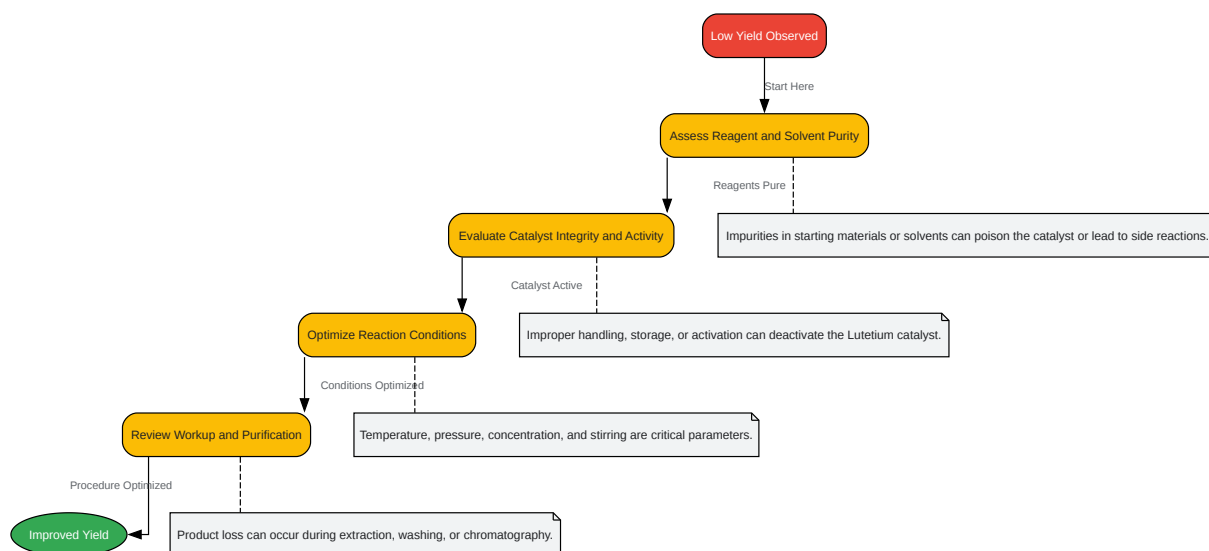 Low Yield Observed
Start Here
Assess Reagent and Solvent Purity
Reagents Pure
Evaluate Catalyst Integrity and Activity
Impurities in starting materials or solvents can poison the catalyst or lead to side reactions.
Catalyst Active
Optimize Reaction Conditions
Improper handling, storage, or activation can deactivate the Lutetium catalyst.
Conditions Optimized
Review Workup and Purification
Temperature, pressure, concentration, and stirring are critical parameters.
Procedure Optimized
Improved Yield
Product loss can occur during extraction, washing, or chromatography.